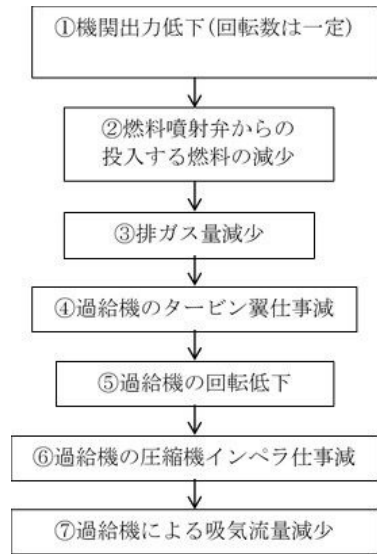 ①機関出力低下(回転数は一定)
②燃料噴射弁からの
投入する燃料の減少
③排ガス量減少
④過給機のタービン翼仕事減
⑤過給機の回転低下
⑥過給機の圧縮機インペラ仕事減
⑦過給機による吸気流量減少